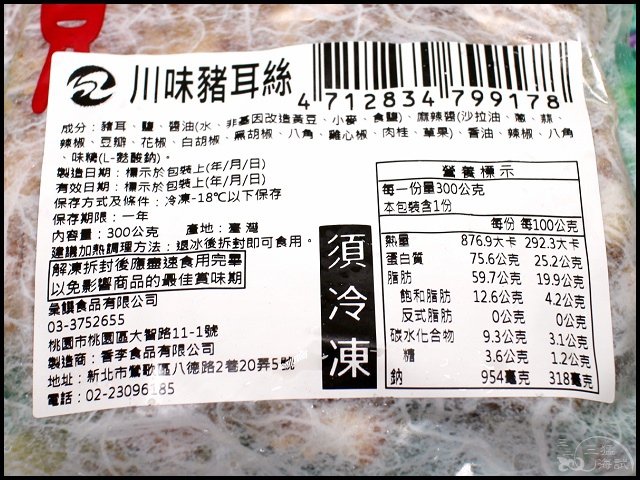 川味豬耳絲
4 712834 799178
成分：豬耳、鹽、醬油(水、非基因改造黃豆、小麥、食鹽)、麻辣醬(沙拉油、蔥、蒜、
辣椒、豆瓣、花椒、白胡椒、黑胡椒、八角、雞心椒、肉桂、草果)、香油、辣椒、八角
、味精(L-麩酸鈉)。
製造日期：標示於包裝上(年/月/日)
有效日期：標示於包裝上(年/月/日)
保存方式及條件：冷凍-18℃以下保存
保存期限：一年
內容量：300公克　產地：臺灣
建議加熱調理方法：退冰後拆封即可食用。
解凍拆封後應盡速食用完畢
以免影響商品的最佳賞味期
彙饌食品有限公司
03-3752655
桃園市桃園區大智路11-1號
製造商：香李食品有限公司
地址：新北市鶯歌區八德路2巷20弄5號
電話：02-23096185
須冷凍
營養標示
每一份量300公克
本包裝含1份
每份 每100公克
熱量 876.9大卡 292.3大卡
蛋白質 75.6公克 25.2公克
脂肪 59.7公克 19.9公克
飽和脂肪 12.6公克 4.2公克
反式脂肪 0公克 0公克
碳水化合物 9.3公克 3.1公克
糖 3.6公克 1.2公克
鈉 954毫克 318毫克